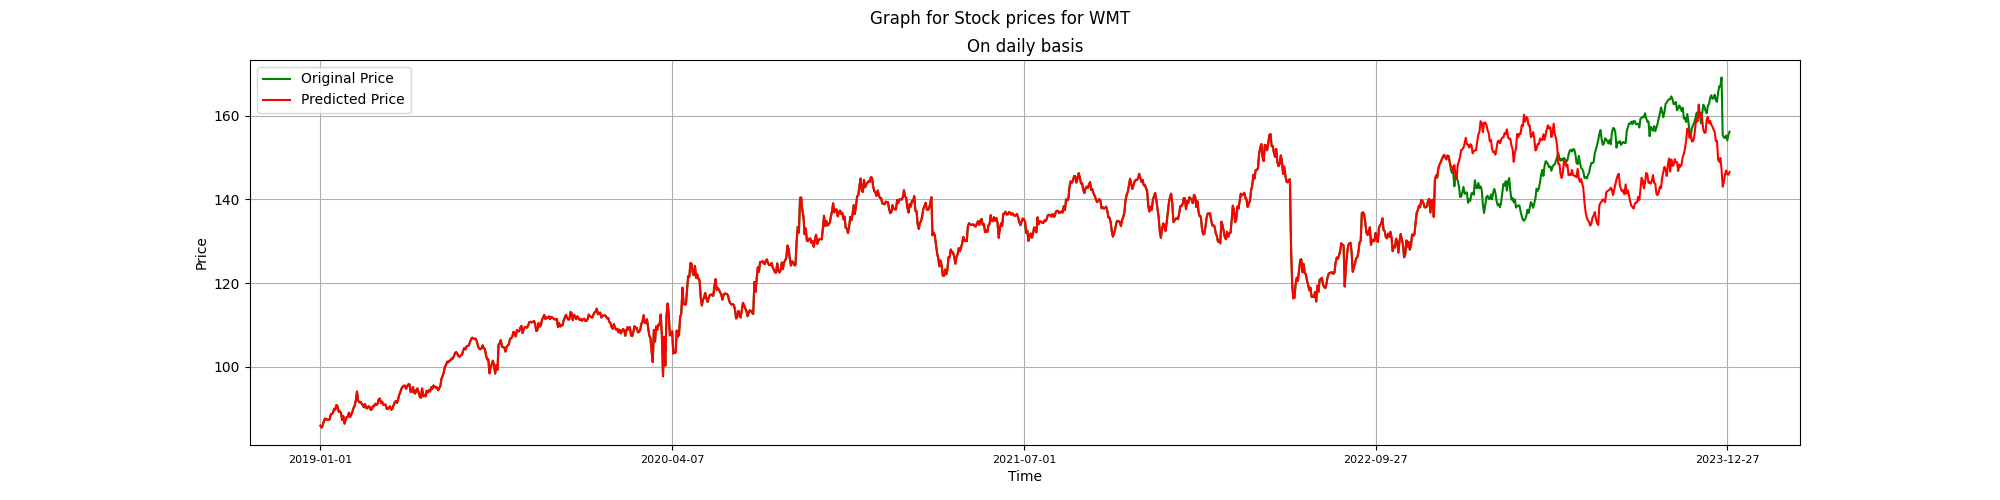 Graph for Stock prices for WMT
On daily basis
Original Price
Predicted Price
Price
160
140
120
100
2019-01-01
2020-04-07
2021-07-01
2022-09-27
2023-12-27
Time